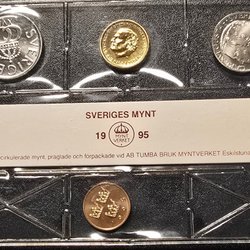 SVERIGES MYNT
19 MYNT VERKET 95
cirkulerade mynt, präglade och förpackade vid AB TUMBA BRUK MYNTVERKET Eskilstuna